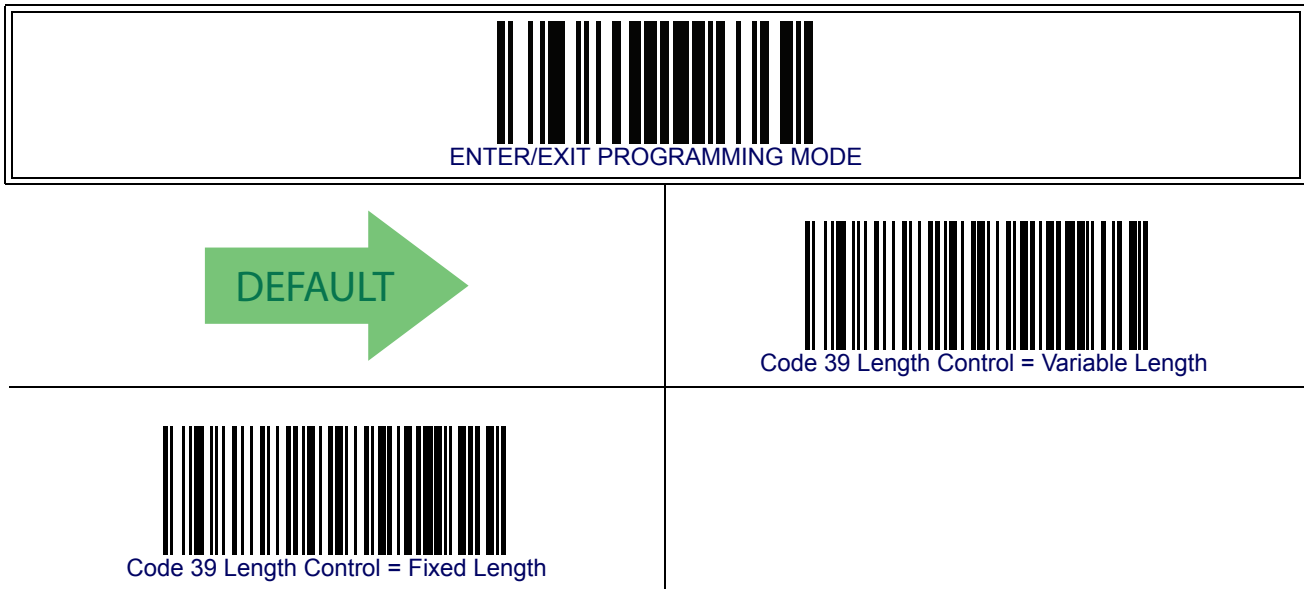 ENTER/EXIT PROGRAMMING MODE
DEFAULT
Code 39 Length Control = Variable Length
Code 39 Length Control = Fixed Length